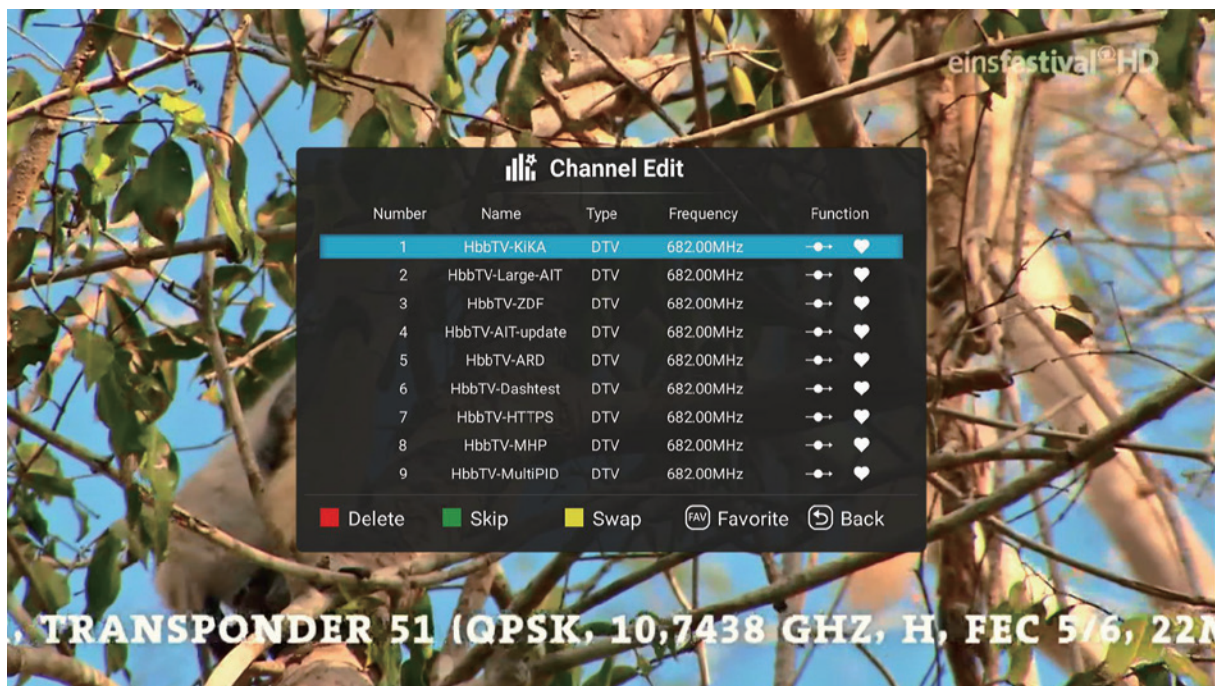 einsfestival HD
Channel Edit
Number Name Type Frequency Function
1 HbbTV-KiKA DTV 682.00MHz
2 HbbTV-Large-AIT DTV 682.00MHz
3 HbbTV-ZDF DTV 682.00MHz
4 HbbTV-AIT-update DTV 682.00MHz
5 HbbTV-ARD DTV 682.00MHz
6 HbbTV-Dashtest DTV 682.00MHz
7 HbbTV-HTTPS DTV 682.00MHz
8 HbbTV-MHP DTV 682.00MHz
9 HbbTV-MultiPID DTV 682.00MHz
Delete Skip Swap FAV Favorite Back
, TRANSPONDER 51 (QPSK, 10,7438 GHZ, H, FEC 5/6, 22